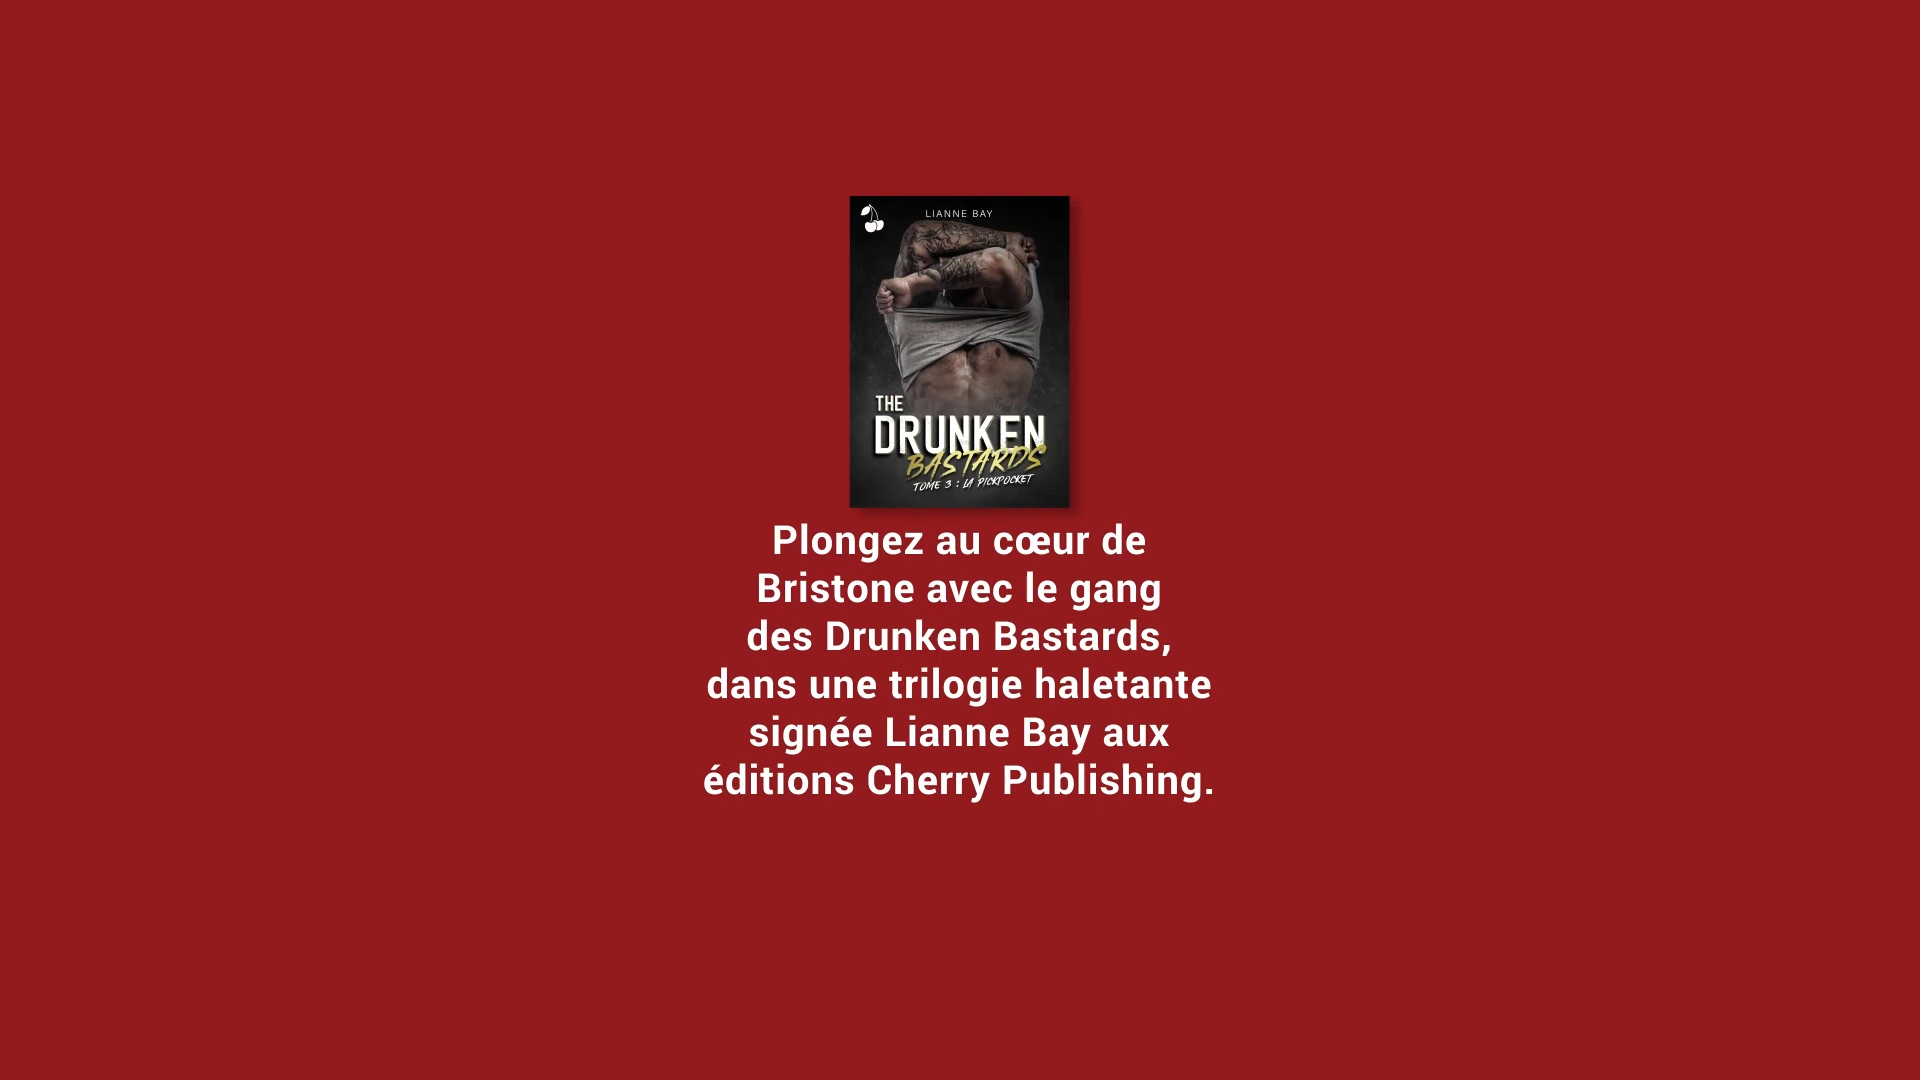 LIANNE BAY
THE
DRUNKEN
BASTARDS
TOME 3 : LA PICKPOCKET
Plongez au cœur de
Bristone avec le gang
des Drunken Bastards,
dans une trilogie haletante
signée Lianne Bay aux
éditions Cherry Publishing.